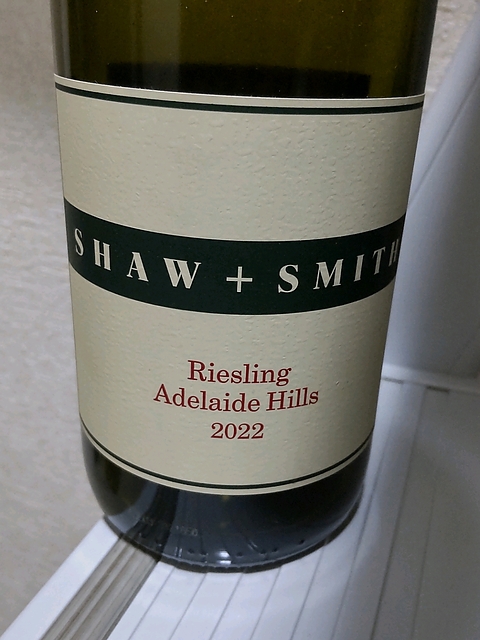 SHAW + SMITH
Riesling
Adelaide Hills
2022